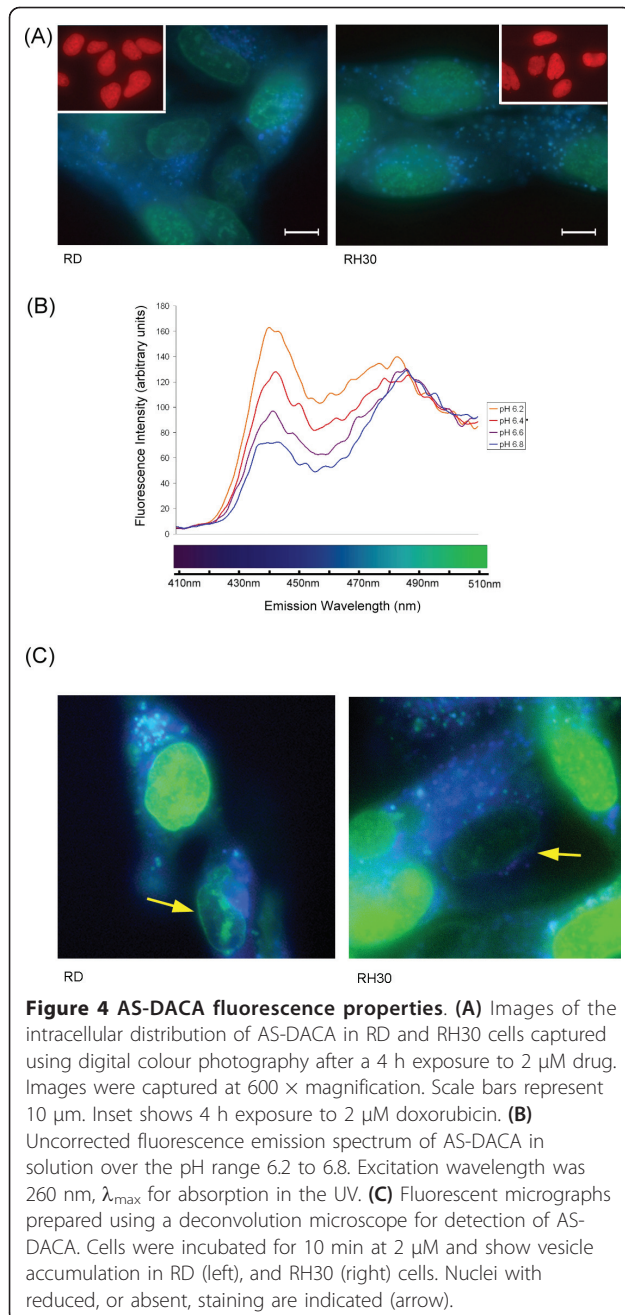 (A)
RD
RH30
(B)
Fluorescence Intensity (arbitrary units)
180
160
140
120
100
80
60
40
20
0
pH 6.2
pH 6.4
pH 6.6
pH 6.8
410nm 430nm 450nm 470nm 490nm 510nm
Emission Wavelength (nm)
(C)
RD
RH30
Figure 4 AS-DACA fluorescence properties. (A) Images of the
intracellular distribution of AS-DACA in RD and RH30 cells captured
using digital colour photography after a 4 h exposure to 2 μM drug.
Images were captured at 600 × magnification. Scale bars represent
10 μm. Inset shows 4 h exposure to 2 μM doxorubicin. (B)
Uncorrected fluorescence emission spectrum of AS-DACA in
solution over the pH range 6.2 to 6.8. Excitation wavelength was
260 nm, λmax for absorption in the UV. (C) Fluorescent micrographs
prepared using a deconvolution microscope for detection of AS-
DACA. Cells were incubated for 10 min at 2 μM and show vesicle
accumulation in RD (left), and RH30 (right) cells. Nuclei with
reduced, or absent, staining are indicated (arrow).